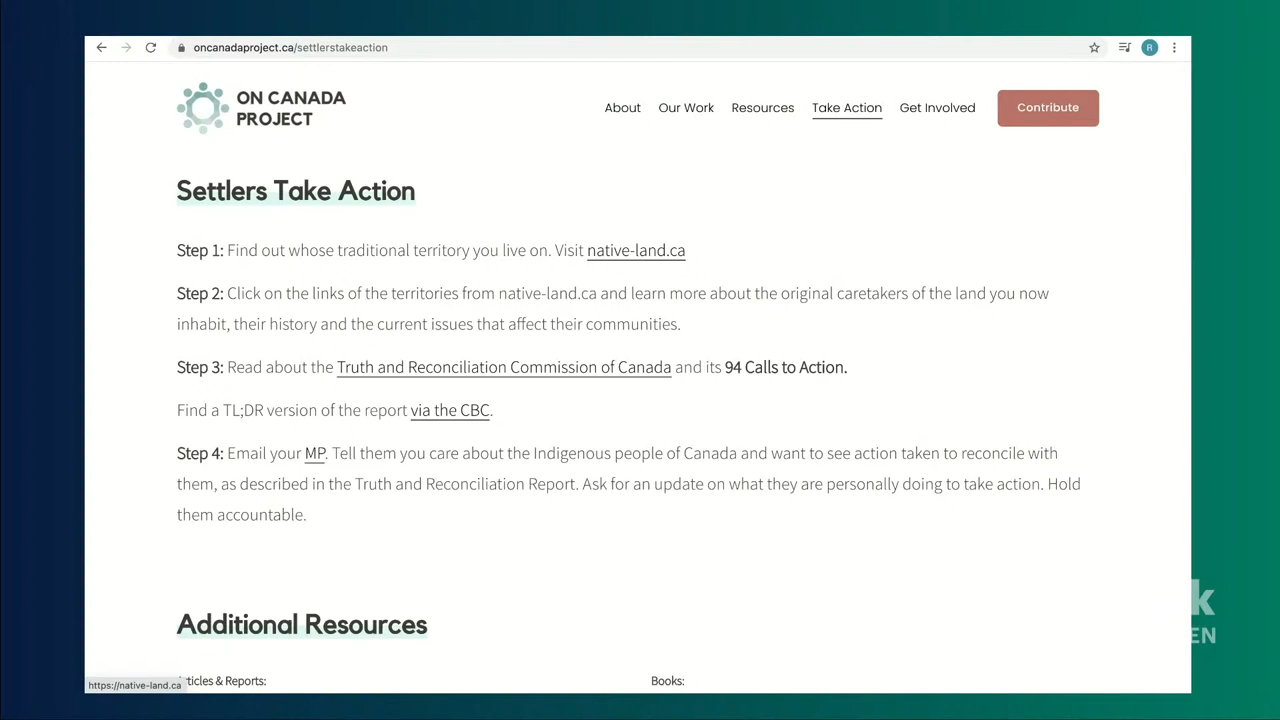 oncanadaproject.ca/settlerstakeaction
R
ON CANADA
PROJECT
About Our Work Resources Take Action Get Involved Contribute
Settlers Take Action
Step 1: Find out whose traditional territory you live on. Visit native-land.ca
Step 2: Click on the links of the territories from native-land.ca and learn more about the original caretakers of the land you now
inhabit, their history and the current issues that affect their communities.
Step 3: Read about the Truth and Reconciliation Commission of Canada and its 94 Calls to Action.
Find a TL;DR version of the report via the CBC.
Step 4: Email your MP. Tell them you care about the Indigenous people of Canada and want to see action taken to reconcile with
them, as described in the Truth and Reconciliation Report. Ask for an update on what they are personally doing to take action. Hold
them accountable.
k
EN
Additional Resources
rticles & Reports: Books:
https://native-land.ca